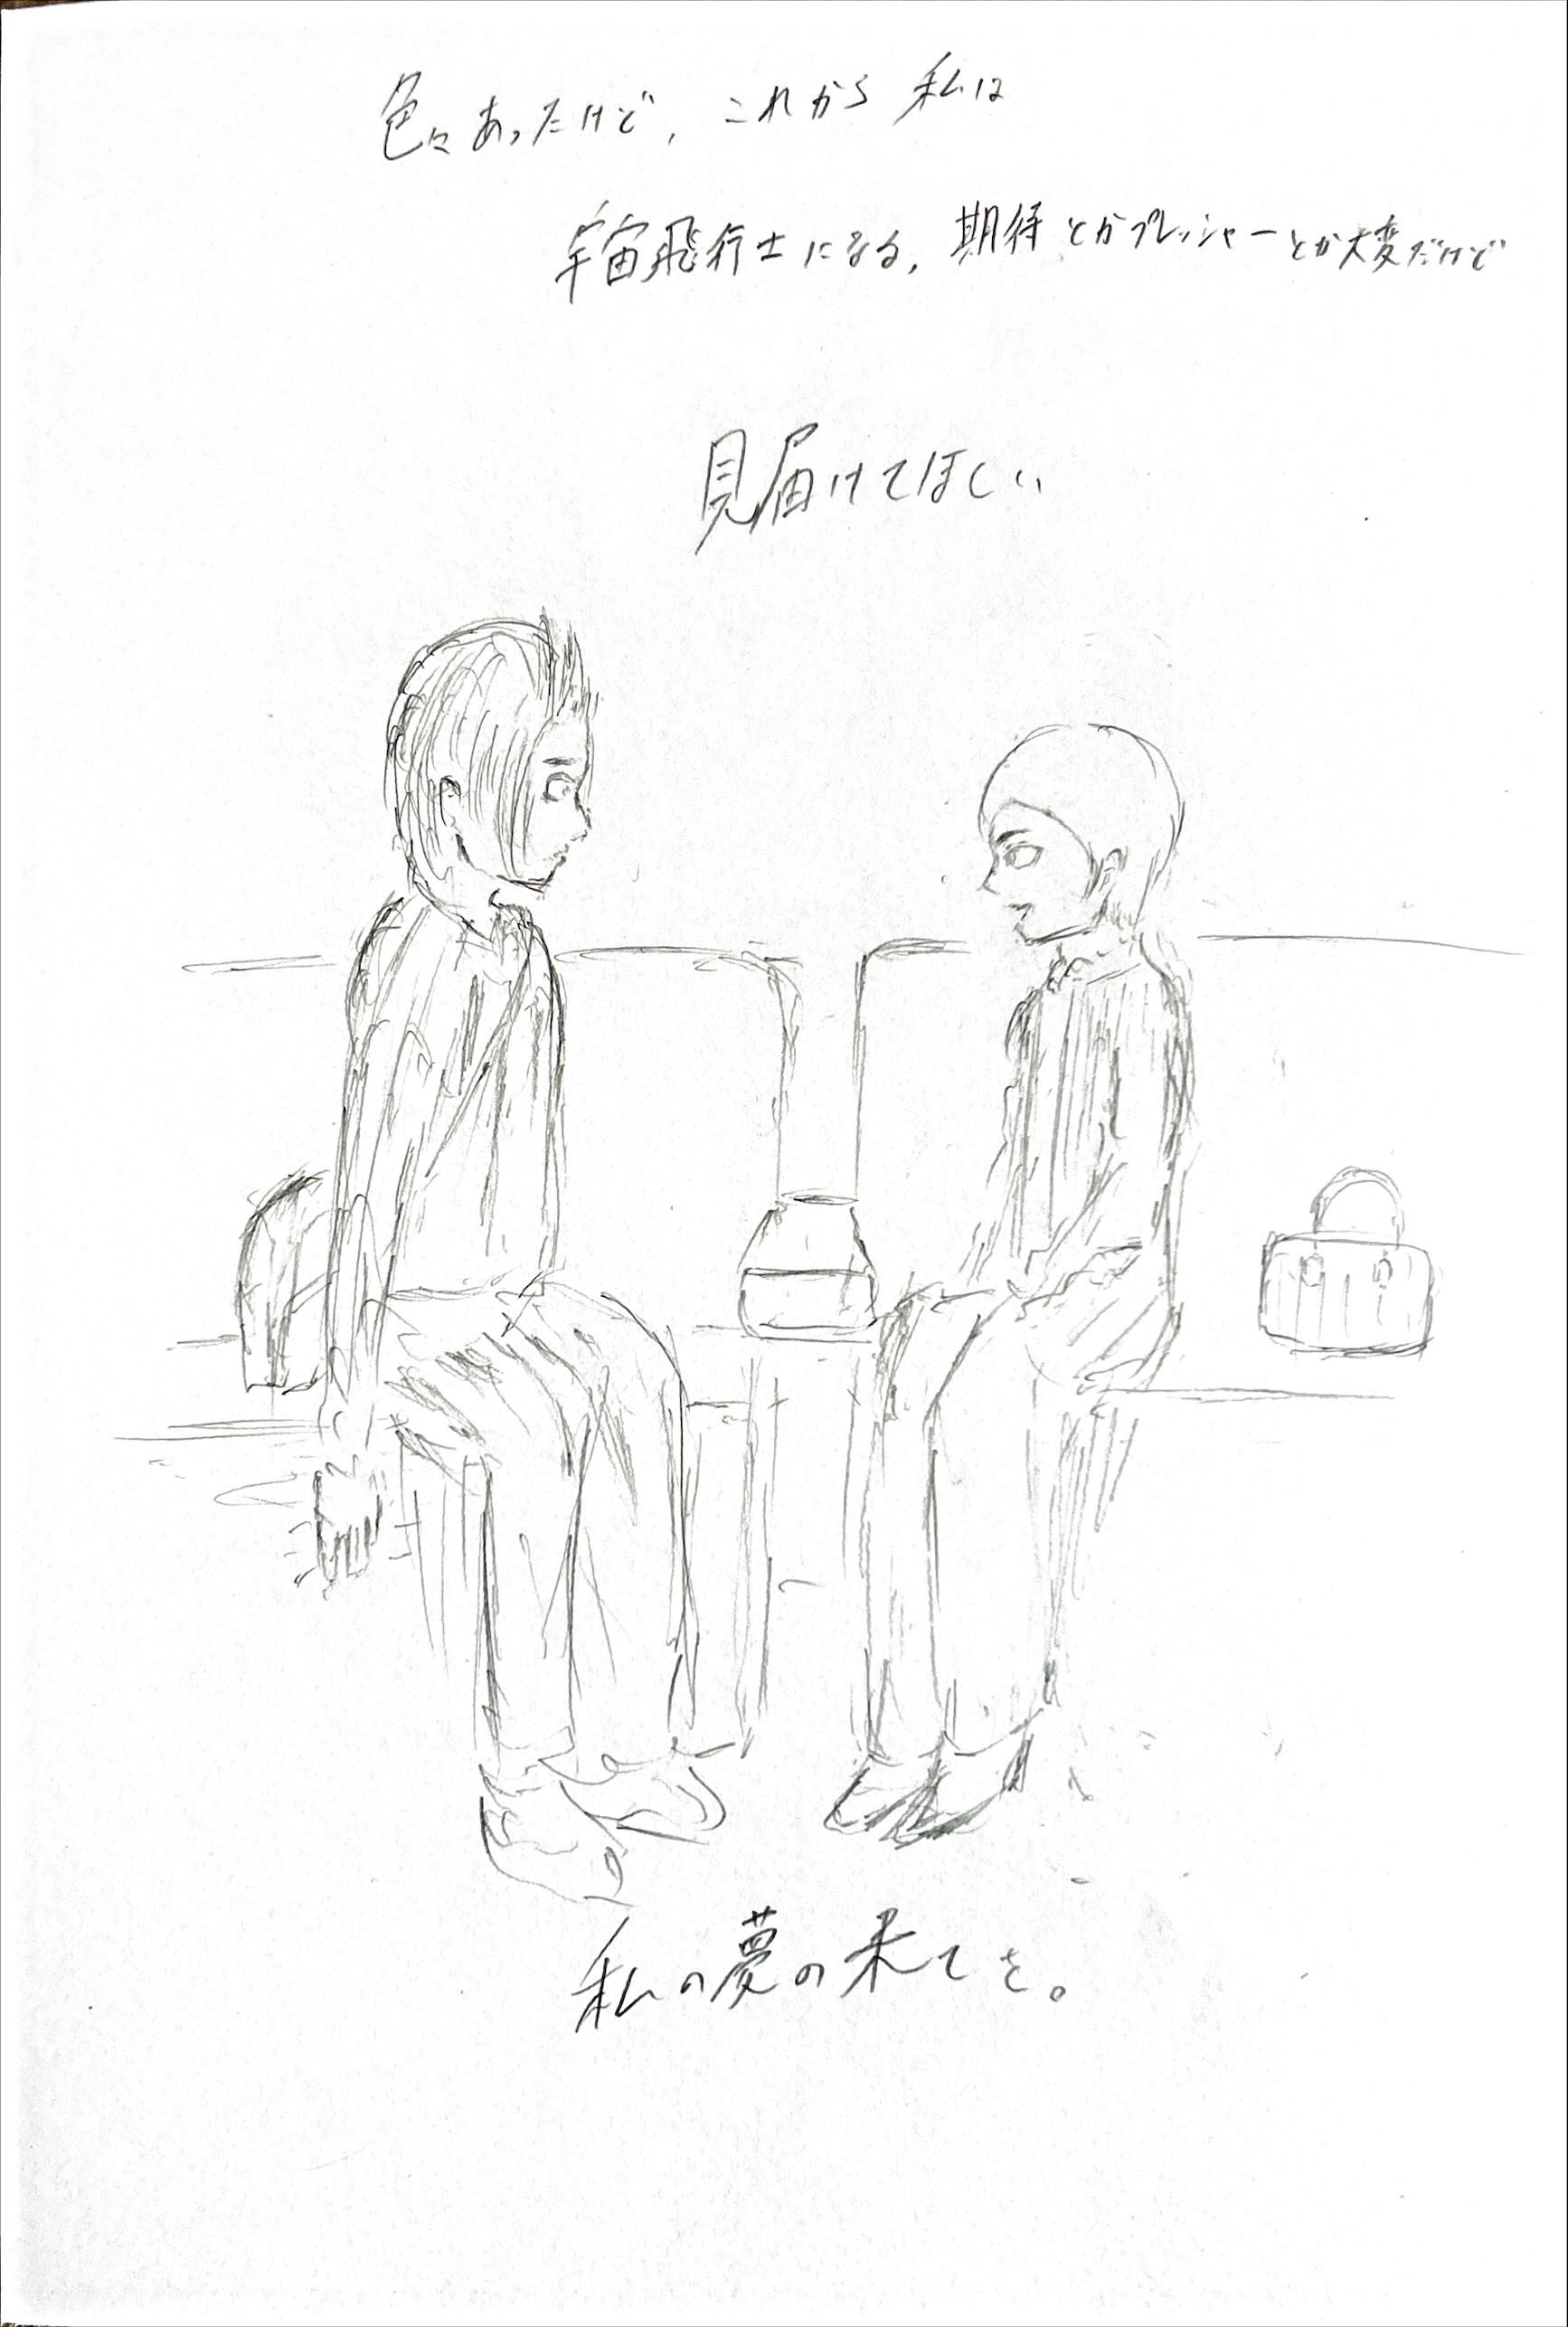 色々あったけど、これから私は
宇宙飛行士になる、期待とかプレッシャーとか大変だけど
見届けてほしい
私の夢の果てを。